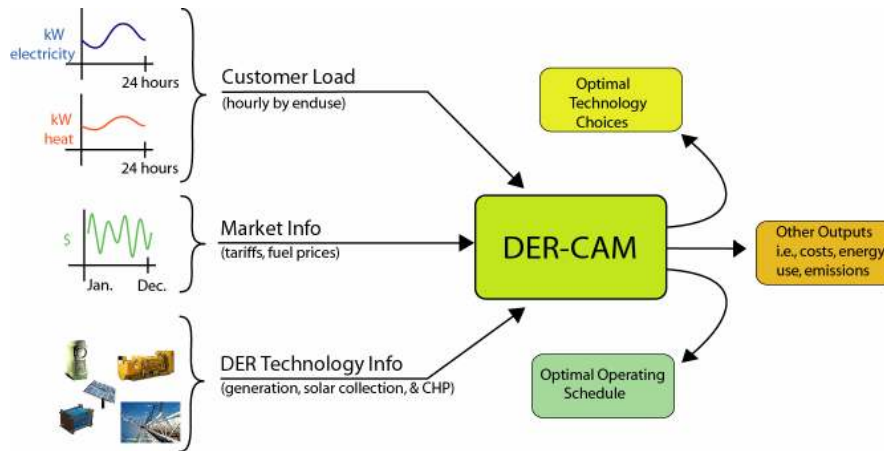 kW
electricity
24 hours
kW
heat
24 hours
Customer Load
(hourly by enduse)
$
Jan.
Dec.
Market Info
(tariffs, fuel prices)
DER Technology Info
(generation, solar collection, & CHP)
DER-CAM
Optimal
Technology
Choices
Other Outputs
i.e., costs, energy
use, emissions
Optimal Operating
Schedule